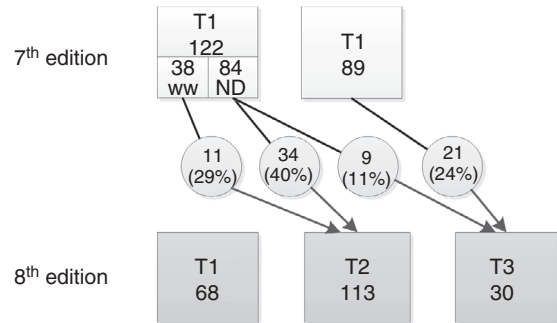 7th edition
T1
122
38
ww
84
ND
T1
89
11
(29%)
34
(40%)
9
(11%)
21
(24%)
8th edition
T1
68
T2
113
T3
30